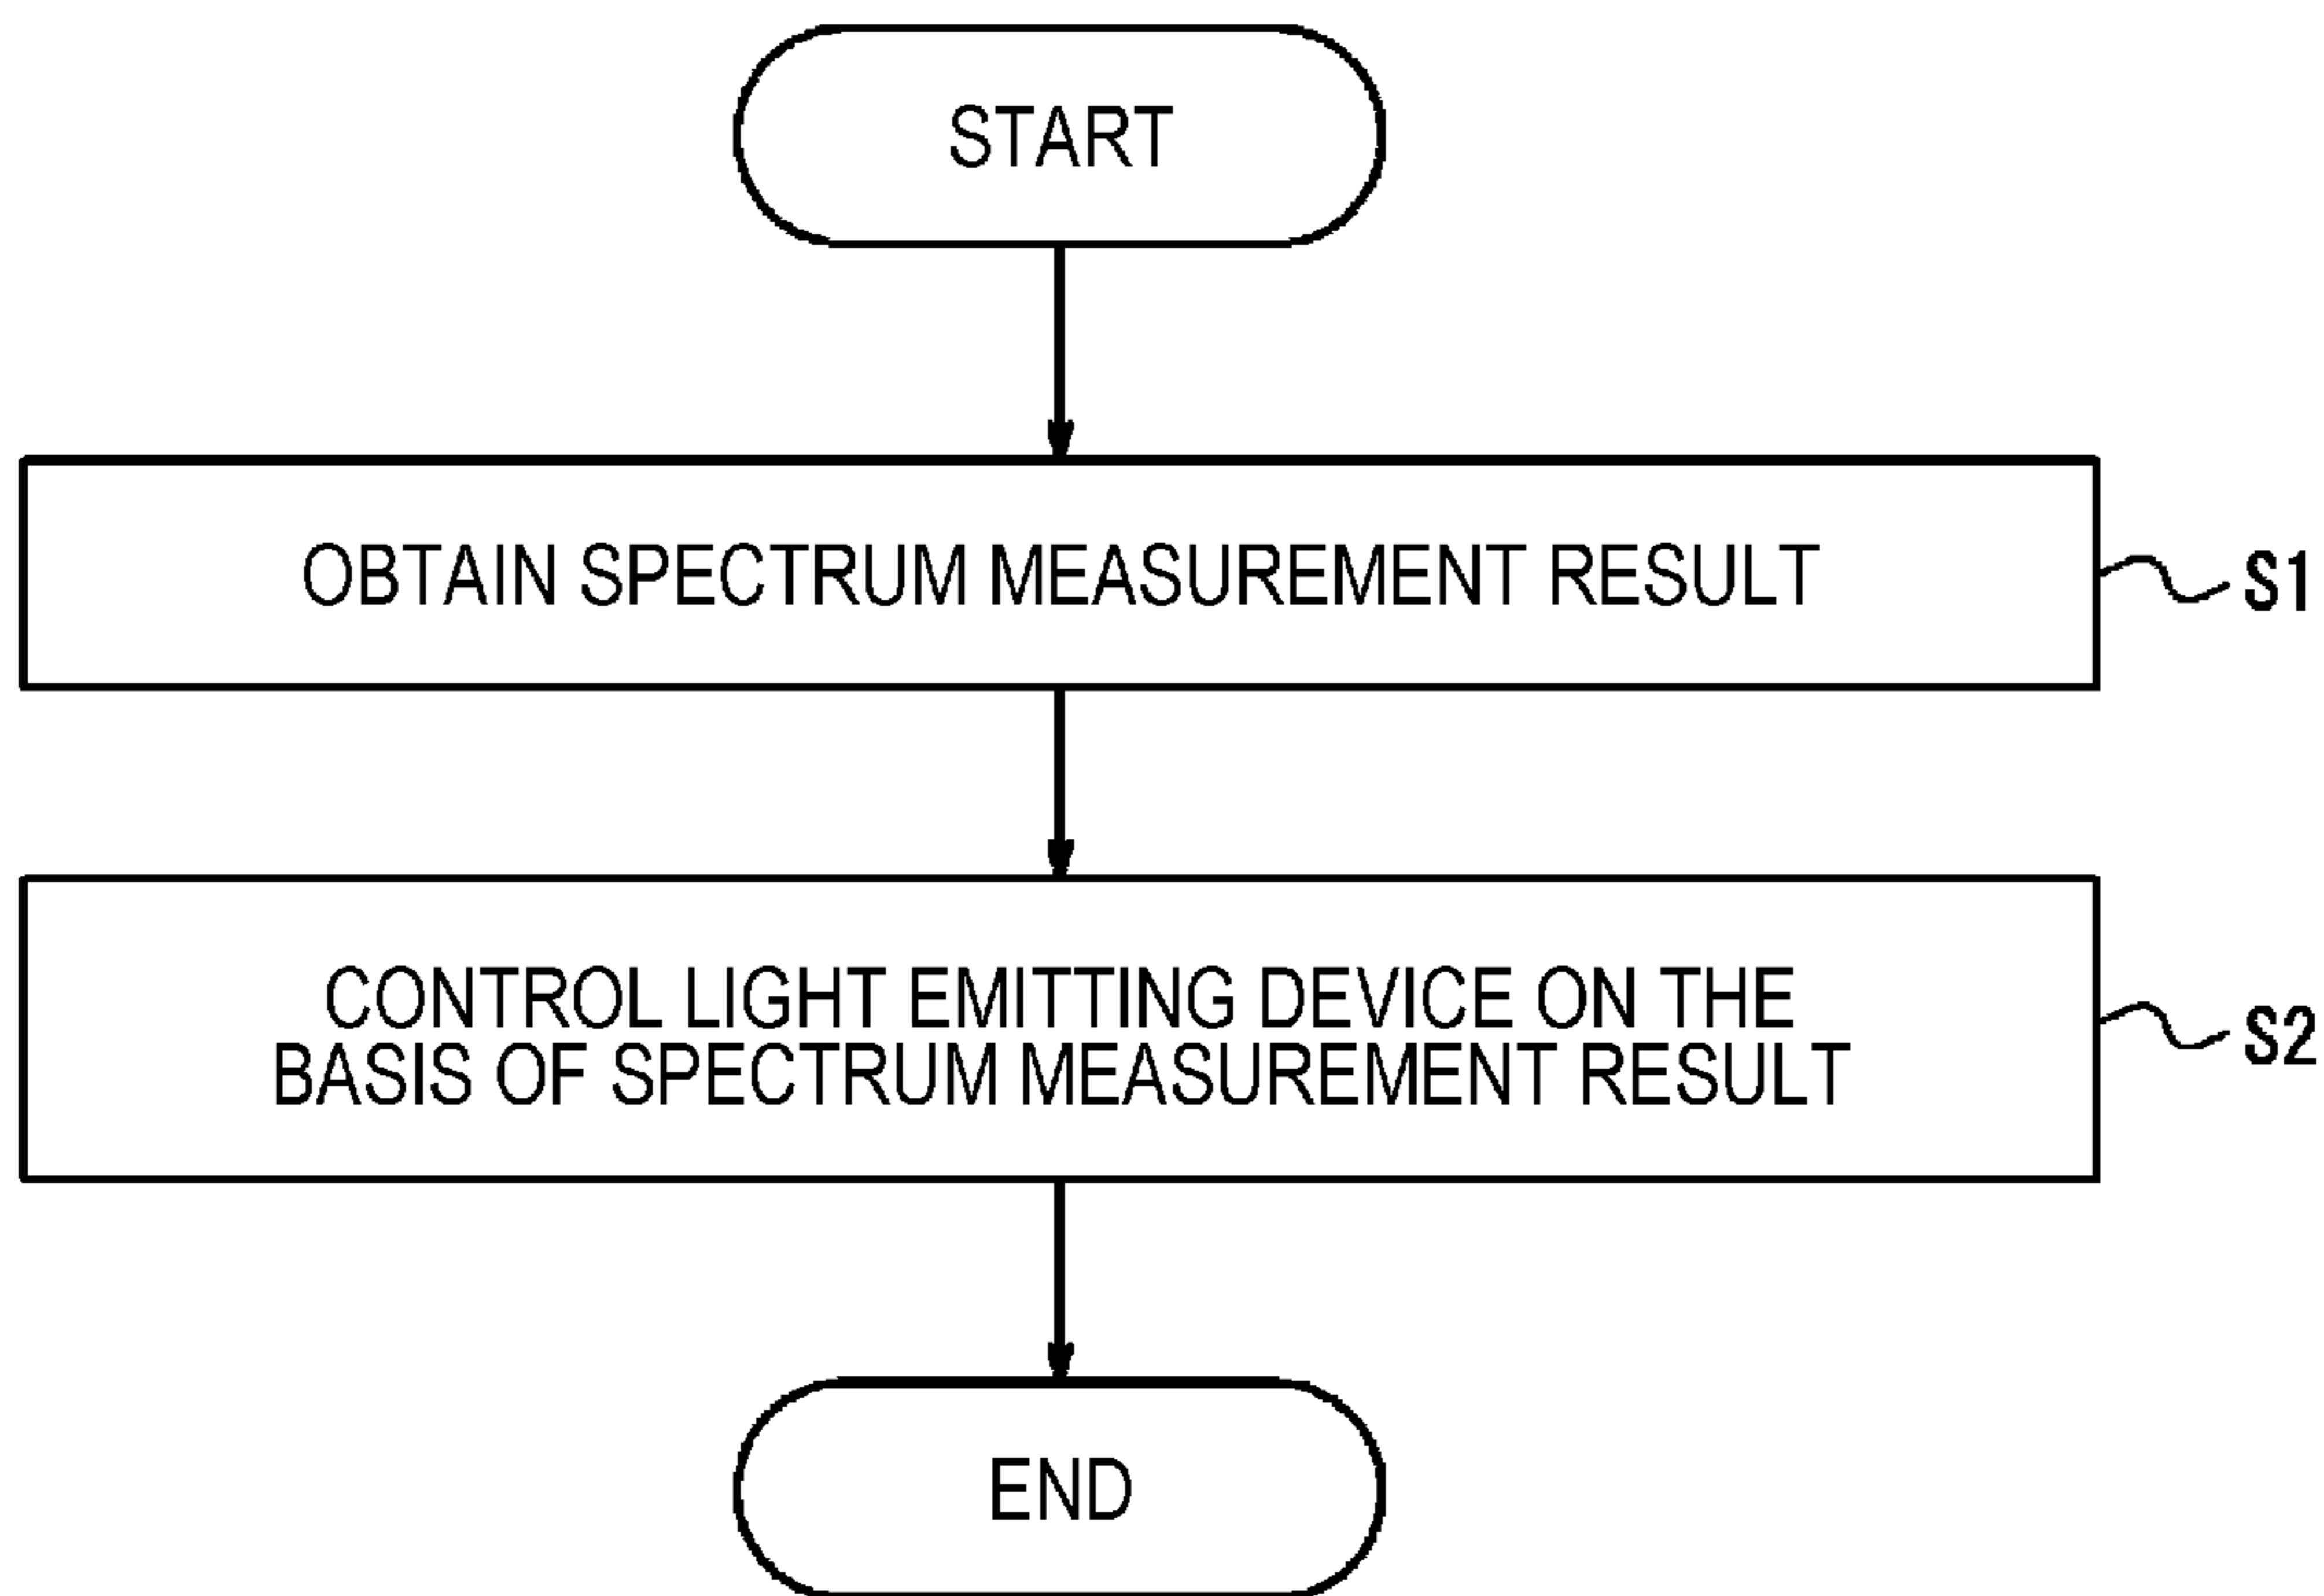 START
OBTAIN SPECTRUM MEASUREMENT RESULT
S1
CONTROL LIGHT EMITTING DEVICE ON THE
BASIS OF SPECTRUM MEASUREMENT RESULT
S2
END